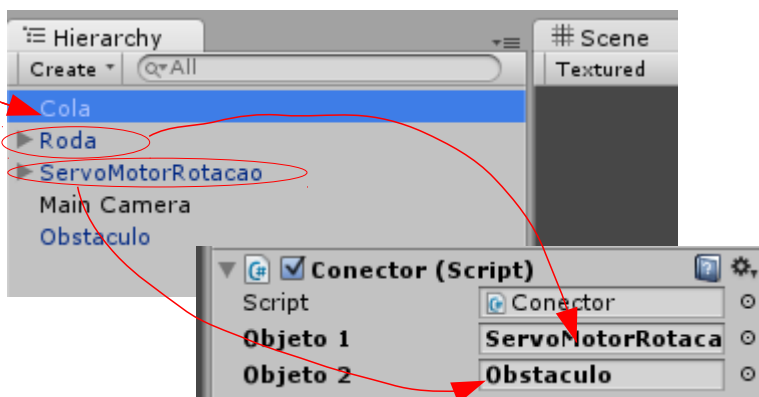 Hierarchy
Create
All
Cola
Roda
ServoMotorRotacao
Main Camera
Obstaculo
# Scene
Textured
Conector (Script)
Script Conector
Objeto 1 ServoMotorRotaca
Objeto 2 Obstaculo